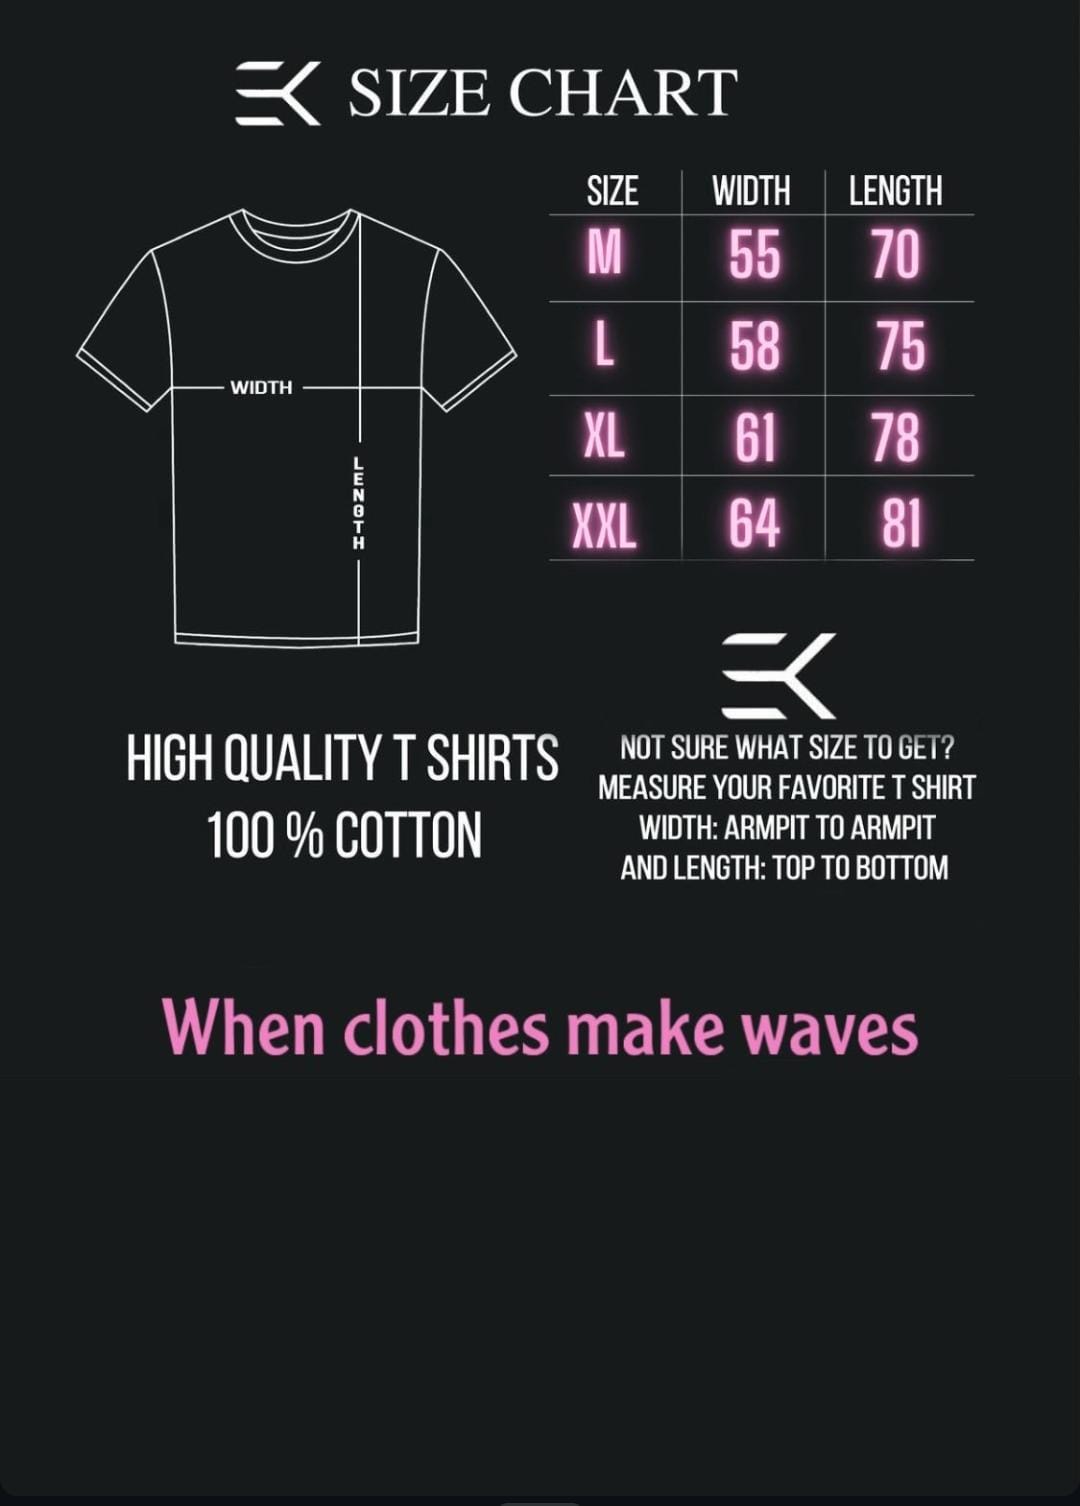 EK SIZE CHART
SIZE WIDTH LENGTH
M 55 70
L 58 75
XL 61 78
XXL 64 81
WIDTH
LENGTH
HIGH QUALITY T SHIRTS
100 % COTTON
EK
NOT SURE WHAT SIZE TO GET?
MEASURE YOUR FAVORITE T SHIRT
WIDTH: ARMPIT TO ARMPIT
AND LENGTH: TOP TO BOTTOM
When clothes make waves